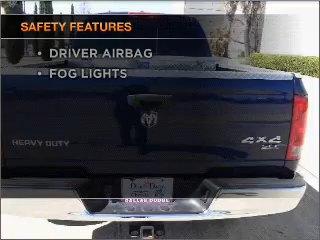 SAFETY FEATURES
• DRIVER AIRBAG
• FOG LIGHTS
HEAVY DUTY
4X4
DALLAS DODGE